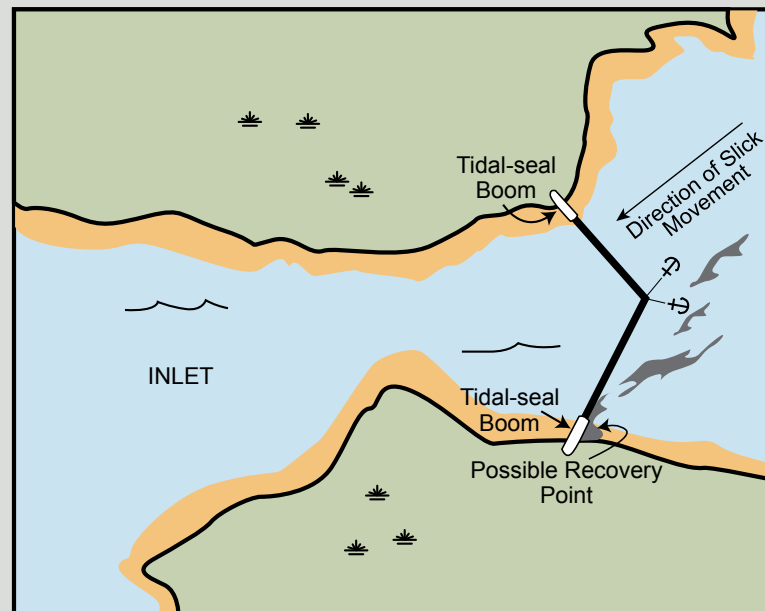 Tidal-seal
Boom
Direction of Slick
Movement
INLET
Tidal-seal
Boom
Possible Recovery
Point